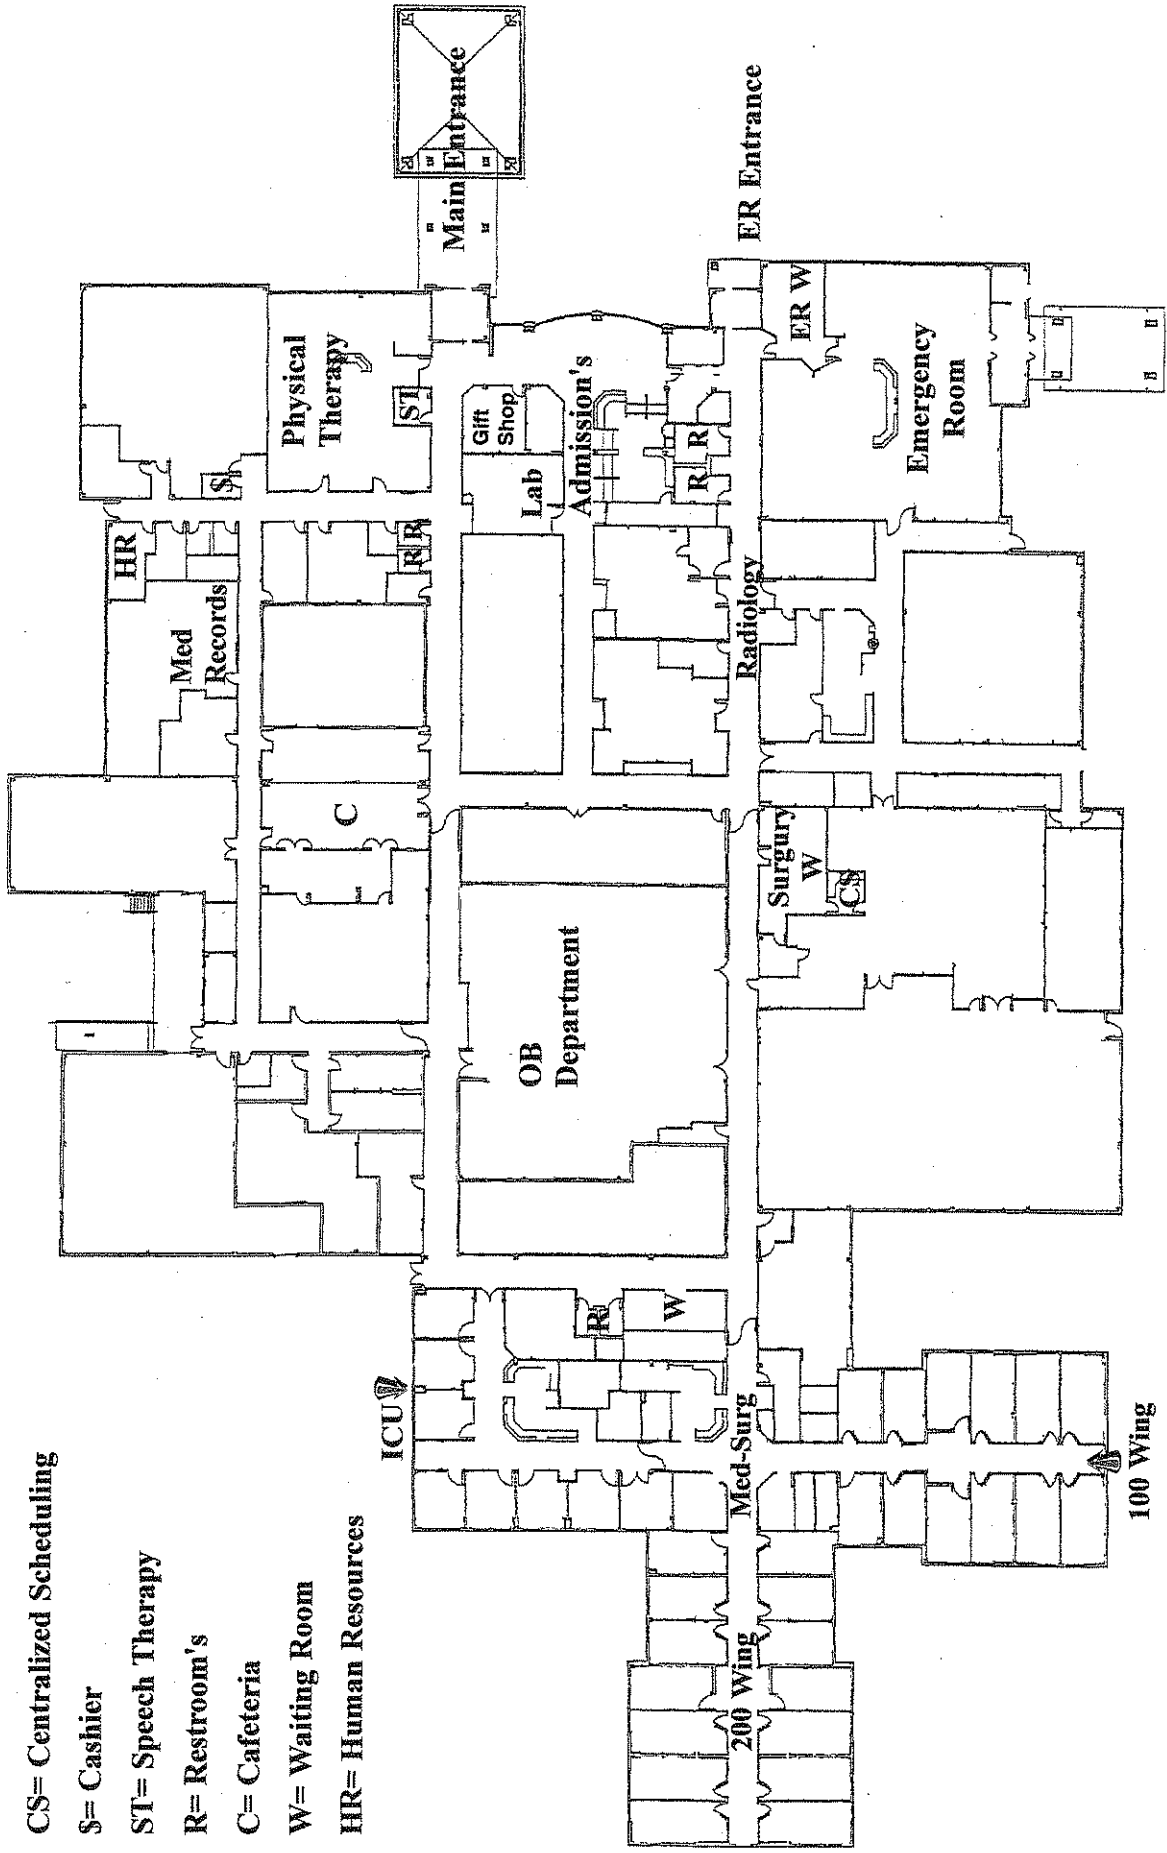 CS= Centralized Scheduling
S= Cashier
ST= Speech Therapy
R= Restroom's
C= Cafeteria
W= Waiting Room
HR= Human Resources
HR
Med
Records
S
Physical
Therapy
ST
R
R
C
Main Entrance
Gift
Shop
Lab
Admission's
R
R
OB
Department
ICU
R
W
ER Entrance
ER W
Emergency
Room
Radiology
Surgury
W
CS
Med-Surg
200 Wing
100 Wing